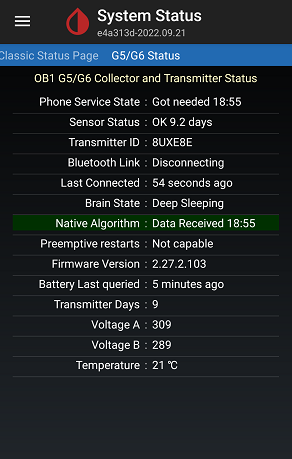 System Status
e4a313d-2022.09.21
Classic Status Page G5/G6 Status
OB1 G5/G6 Collector and Transmitter Status
Phone Service State : Got needed 18:55
Sensor Status : OK 9.2 days
Transmitter ID : 8UXE8E
Bluetooth Link : Disconnecting
Last Connected : 54 seconds ago
Brain State : Deep Sleeping
Native Algorithm : Data Received 18:55
Preemptive restarts : Not capable
Firmware Version : 2.27.2.103
Battery Last queried : 5 minutes ago
Transmitter Days : 9
Voltage A : 309
Voltage B : 289
Temperature : 21 ℃